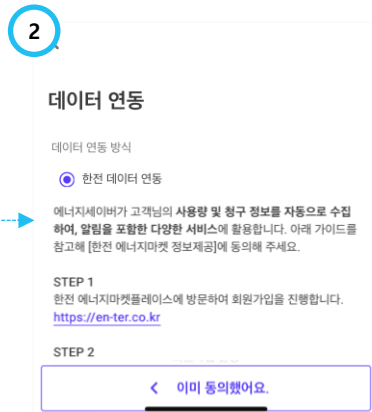 2
데이터 연동
데이터 연동 방식
한전 데이터 연동
에너지세이버가 고객님의 사용량 및 청구 정보를 자동으로 수집
하여, 알림을 포함한 다양한 서비스에 활용합니다. 아래 가이드를
참고해 [한전 에너지마켓 정보제공]에 동의해 주세요.
STEP 1
한전 에너지마켓플레이스에 방문하여 회원가입을 진행합니다.
https://en-ter.co.kr
STEP 2
이미 동의했어요.